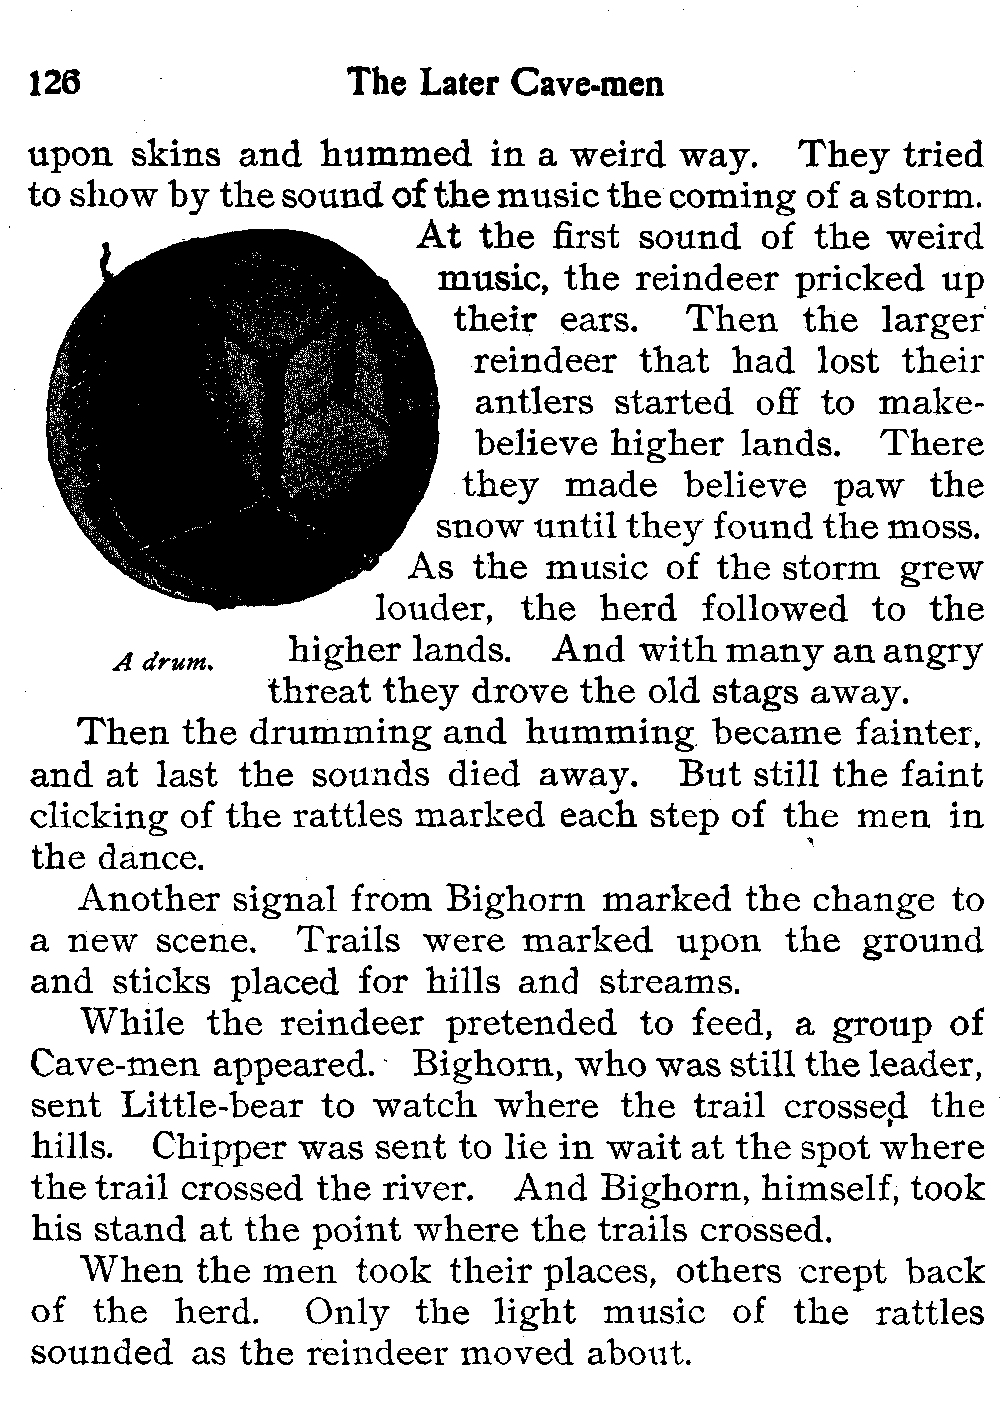 126 The Later Cave-men
upon skins and hummed in a weird way. They tried
to show by the sound of the music the coming of a storm.
At the first sound of the weird
music, the reindeer pricked up
their ears. Then the larger
reindeer that had lost their
antlers started off to make-
believe higher lands. There
they made believe paw the
snow until they found the moss.
As the music of the storm grew
louder, the herd followed to the
higher lands. And with many an angry
threat they drove the old stags away.
A drum.
Then the drumming and humming became fainter,
and at last the sounds died away. But still the faint
clicking of the rattles marked each step of the men in
the dance.
Another signal from Bighorn marked the change to
a new scene. Trails were marked upon the ground
and sticks placed for hills and streams.
While the reindeer pretended to feed, a group of
Cave-men appeared. Bighorn, who was still the leader,
sent Little-bear to watch where the trail crossed the
hills. Chipper was sent to lie in wait at the spot where
the trail crossed the river. And Bighorn, himself, took
his stand at the point where the trails crossed.
When the men took their places, others crept back
of the herd. Only the light music of the rattles
sounded as the reindeer moved about.